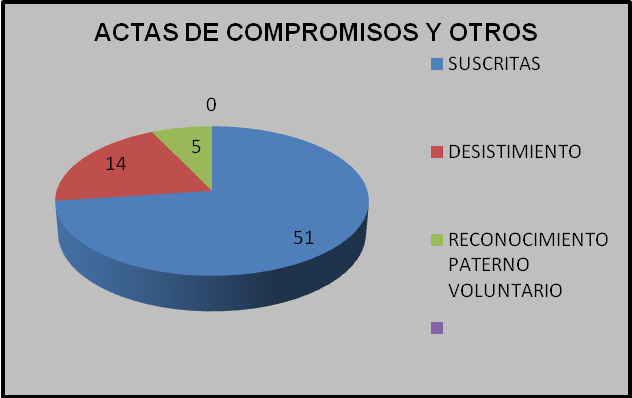 ACTAS DE COMPROMISOS Y OTROS
SUSCRITAS
0
14
5
DESISTIMIENTO
51
RECONOCIMIENTO
PATERNO
VOLUNTARIO